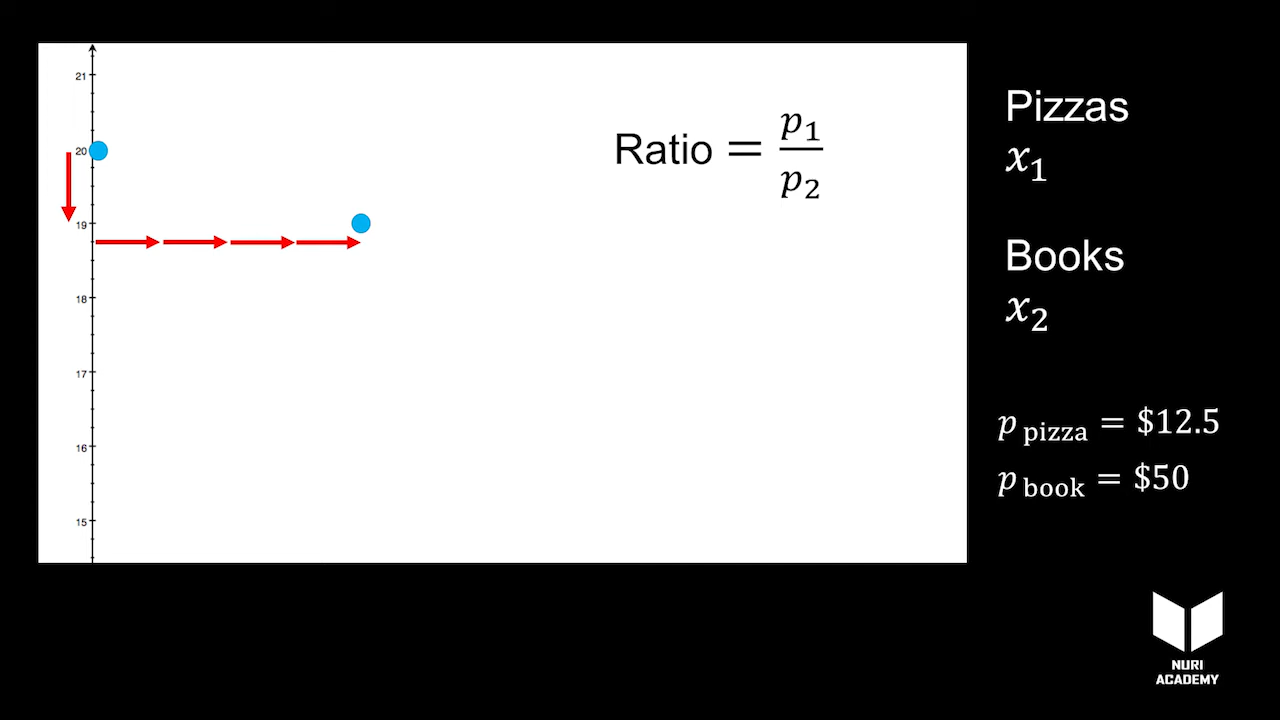 21
20
19
18
17
16
15
Ratio = p₁/p₂
Pizzas
x₁
Books
x₂
p pizza = $12.5
p book = $50
NURI
ACADEMY